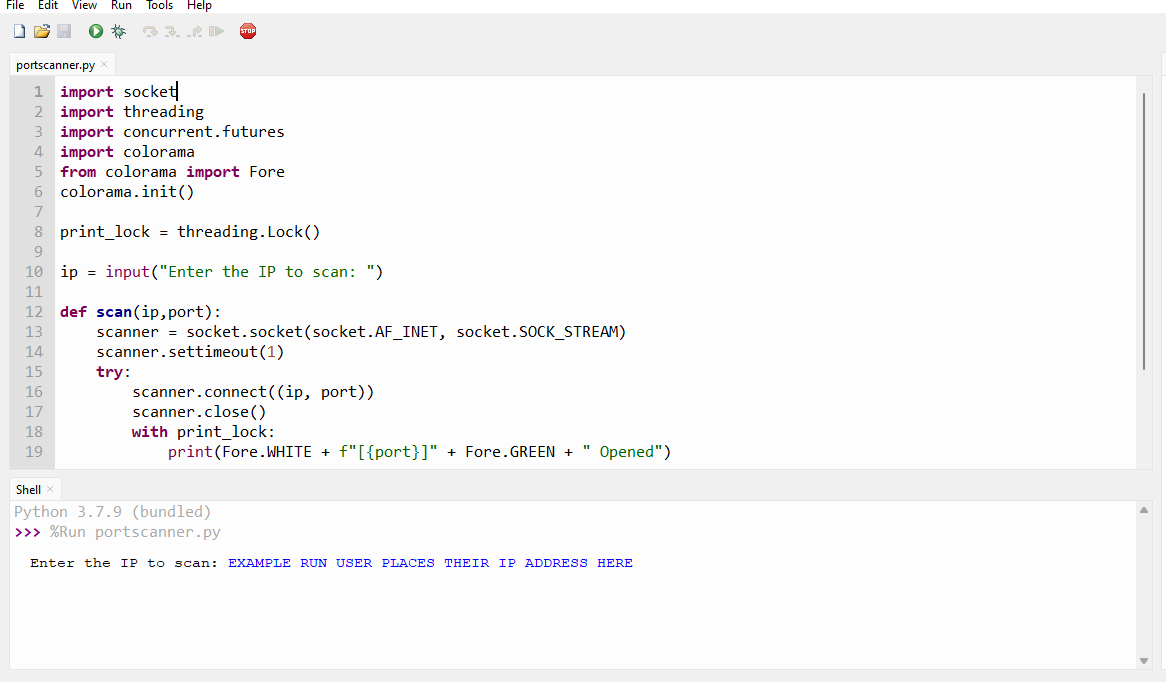 File Edit View Run Tools Help
STOP
portscanner.py ×
1 import socket
2 import threading
3 import concurrent.futures
4 import colorama
5 from colorama import Fore
6 colorama.init()
7
8 print_lock = threading.Lock()
9
10 ip = input("Enter the IP to scan: ")
11
12 def scan(ip,port):
13     scanner = socket.socket(socket.AF_INET, socket.SOCK_STREAM)
14     scanner.settimeout(1)
15     try:
16         scanner.connect((ip, port))
17         scanner.close()
18         with print_lock:
19             print(Fore.WHITE + f"[{port}]" + Fore.GREEN + " Opened")
Shell ×
Python 3.7.9 (bundled)
>>> %Run portscanner.py
Enter the IP to scan: EXAMPLE RUN USER PLACES THEIR IP ADDRESS HERE